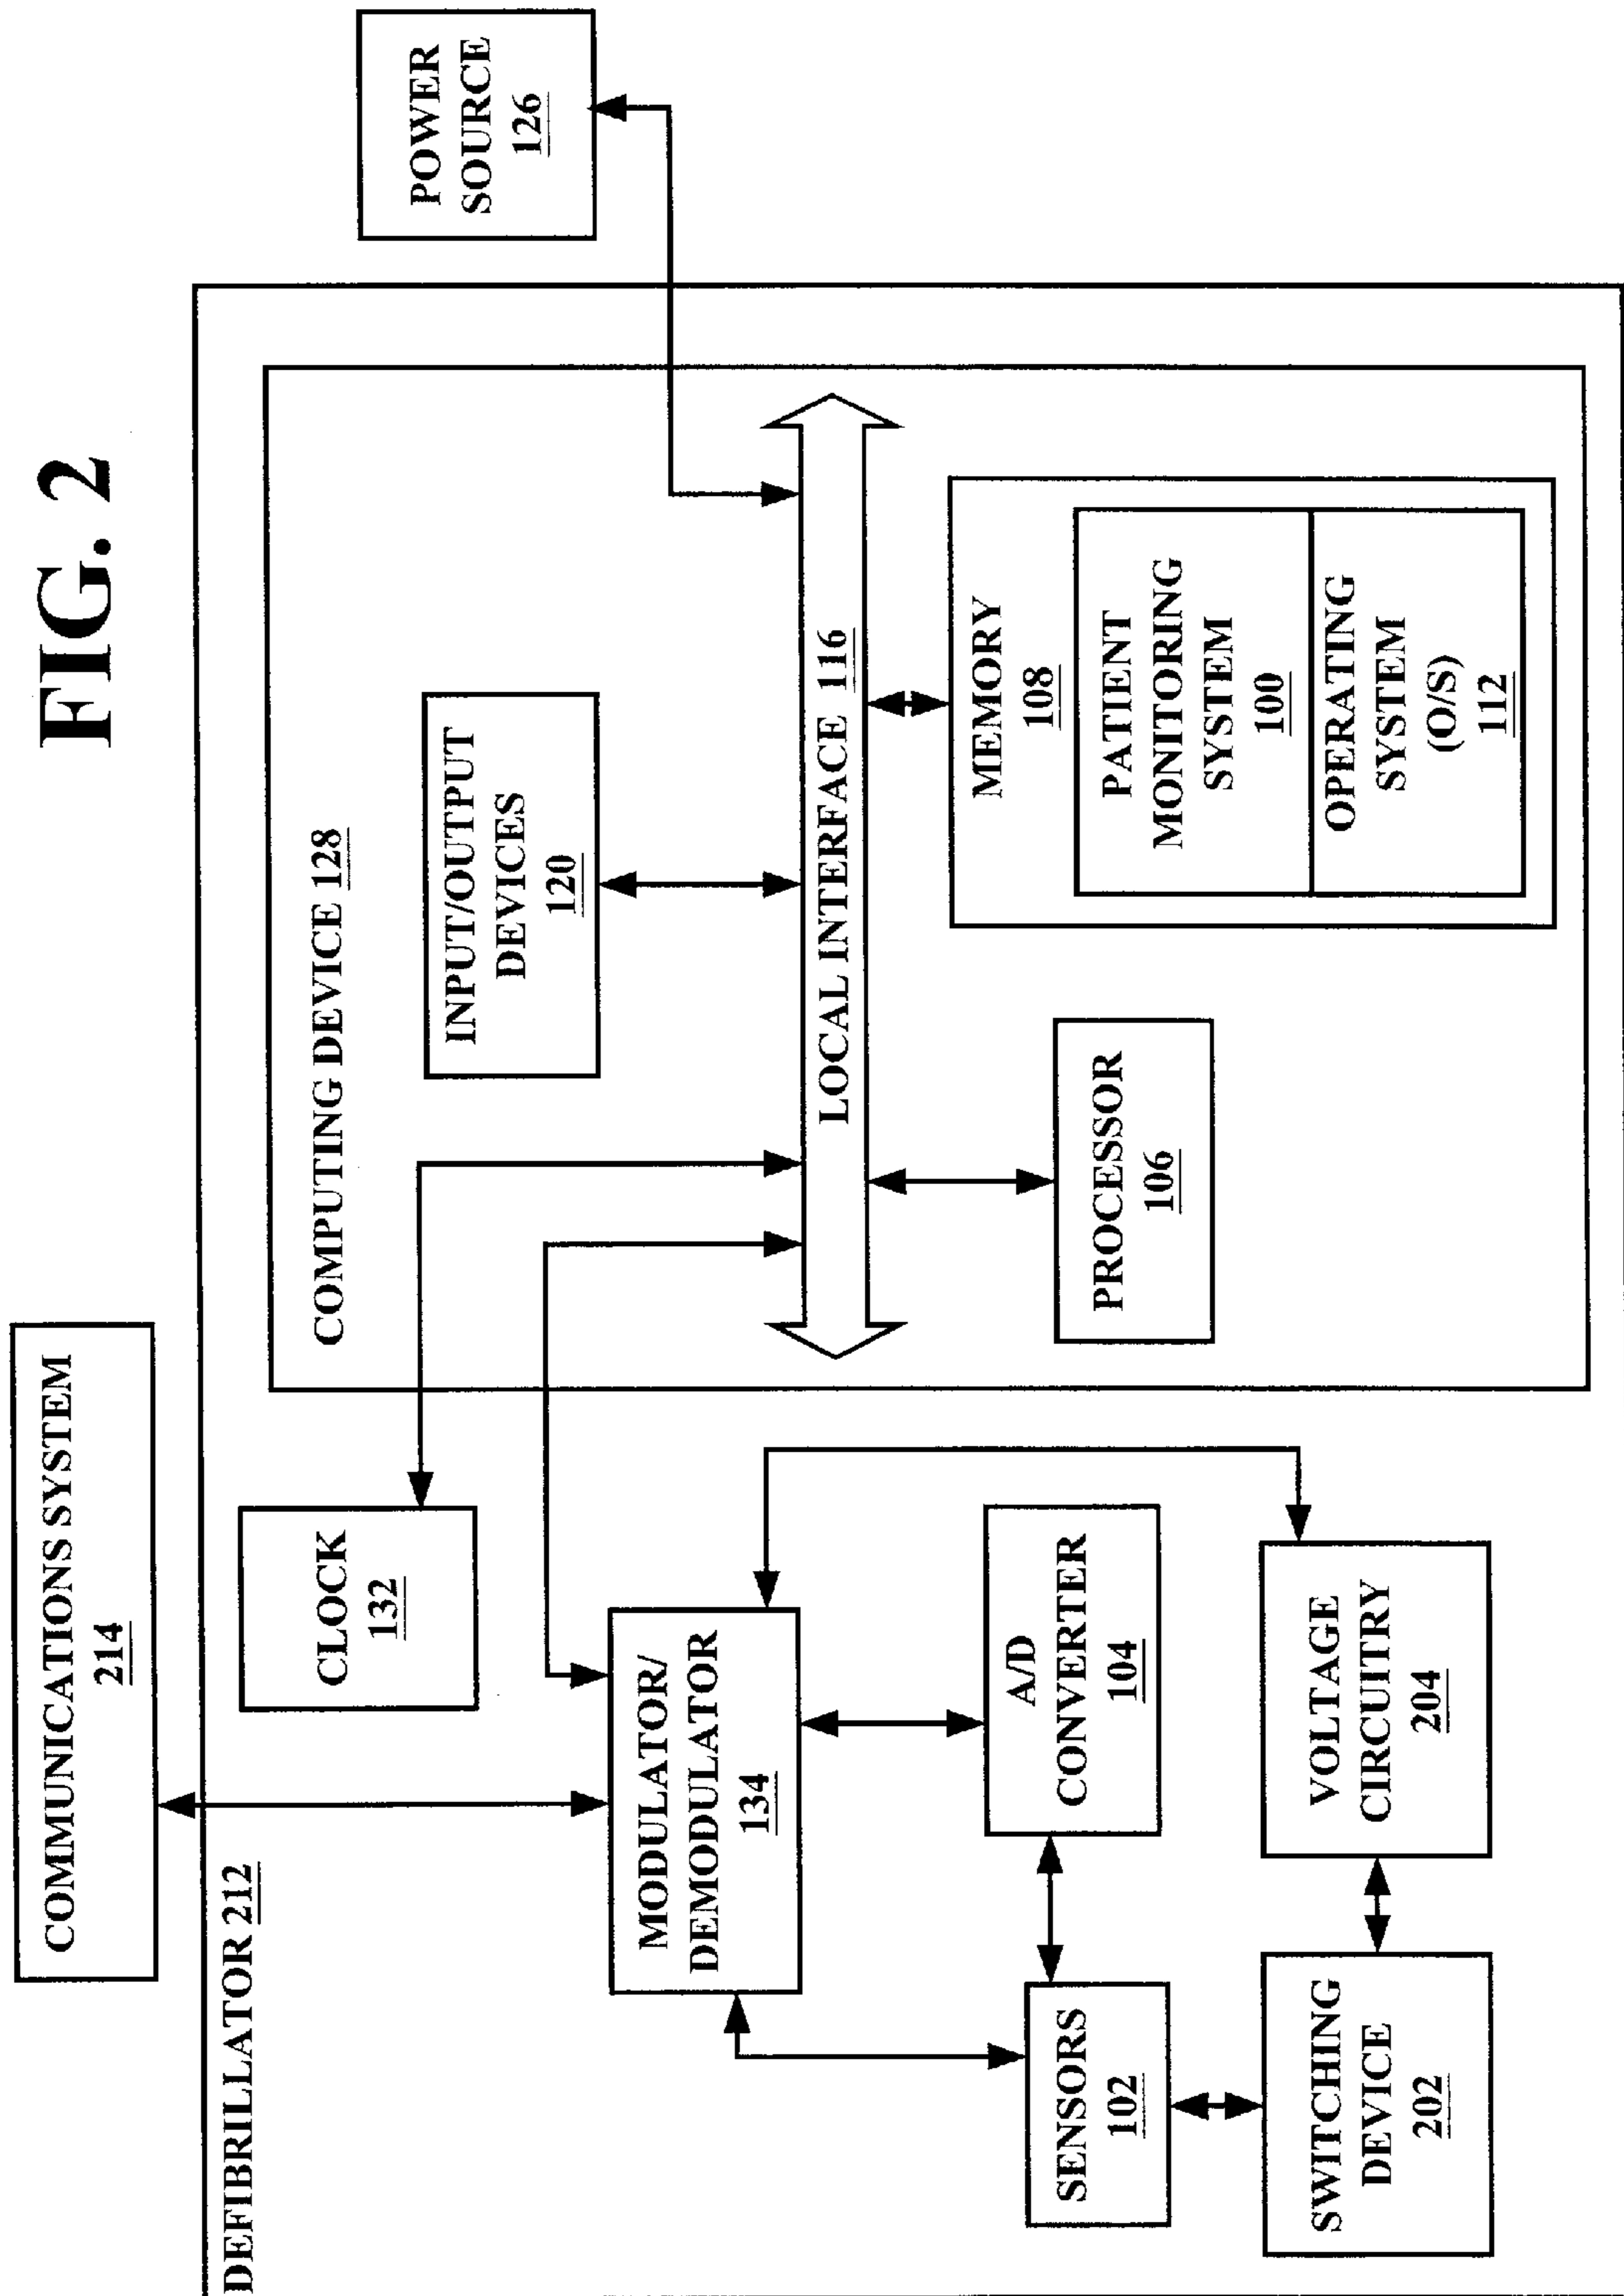 FIG. 2
COMMUNICATIONS SYSTEM
214
DEFIBRILLATOR 212
CLOCK
132
COMPUTING DEVICE 128
POWER
SOURCE
126
INPUT/OUTPUT
DEVICES
120
MODULATOR/
DEMODULATOR
134
LOCAL INTERFACE 116
SENSORS
102
A/D
CONVERTER
104
PROCESSOR
106
MEMORY
108
PATIENT
MONITORING
SYSTEM
100
OPERATING
SYSTEM
(O/S)
112
SWITCHING
DEVICE
202
VOLTAGE
CIRCUITRY
204